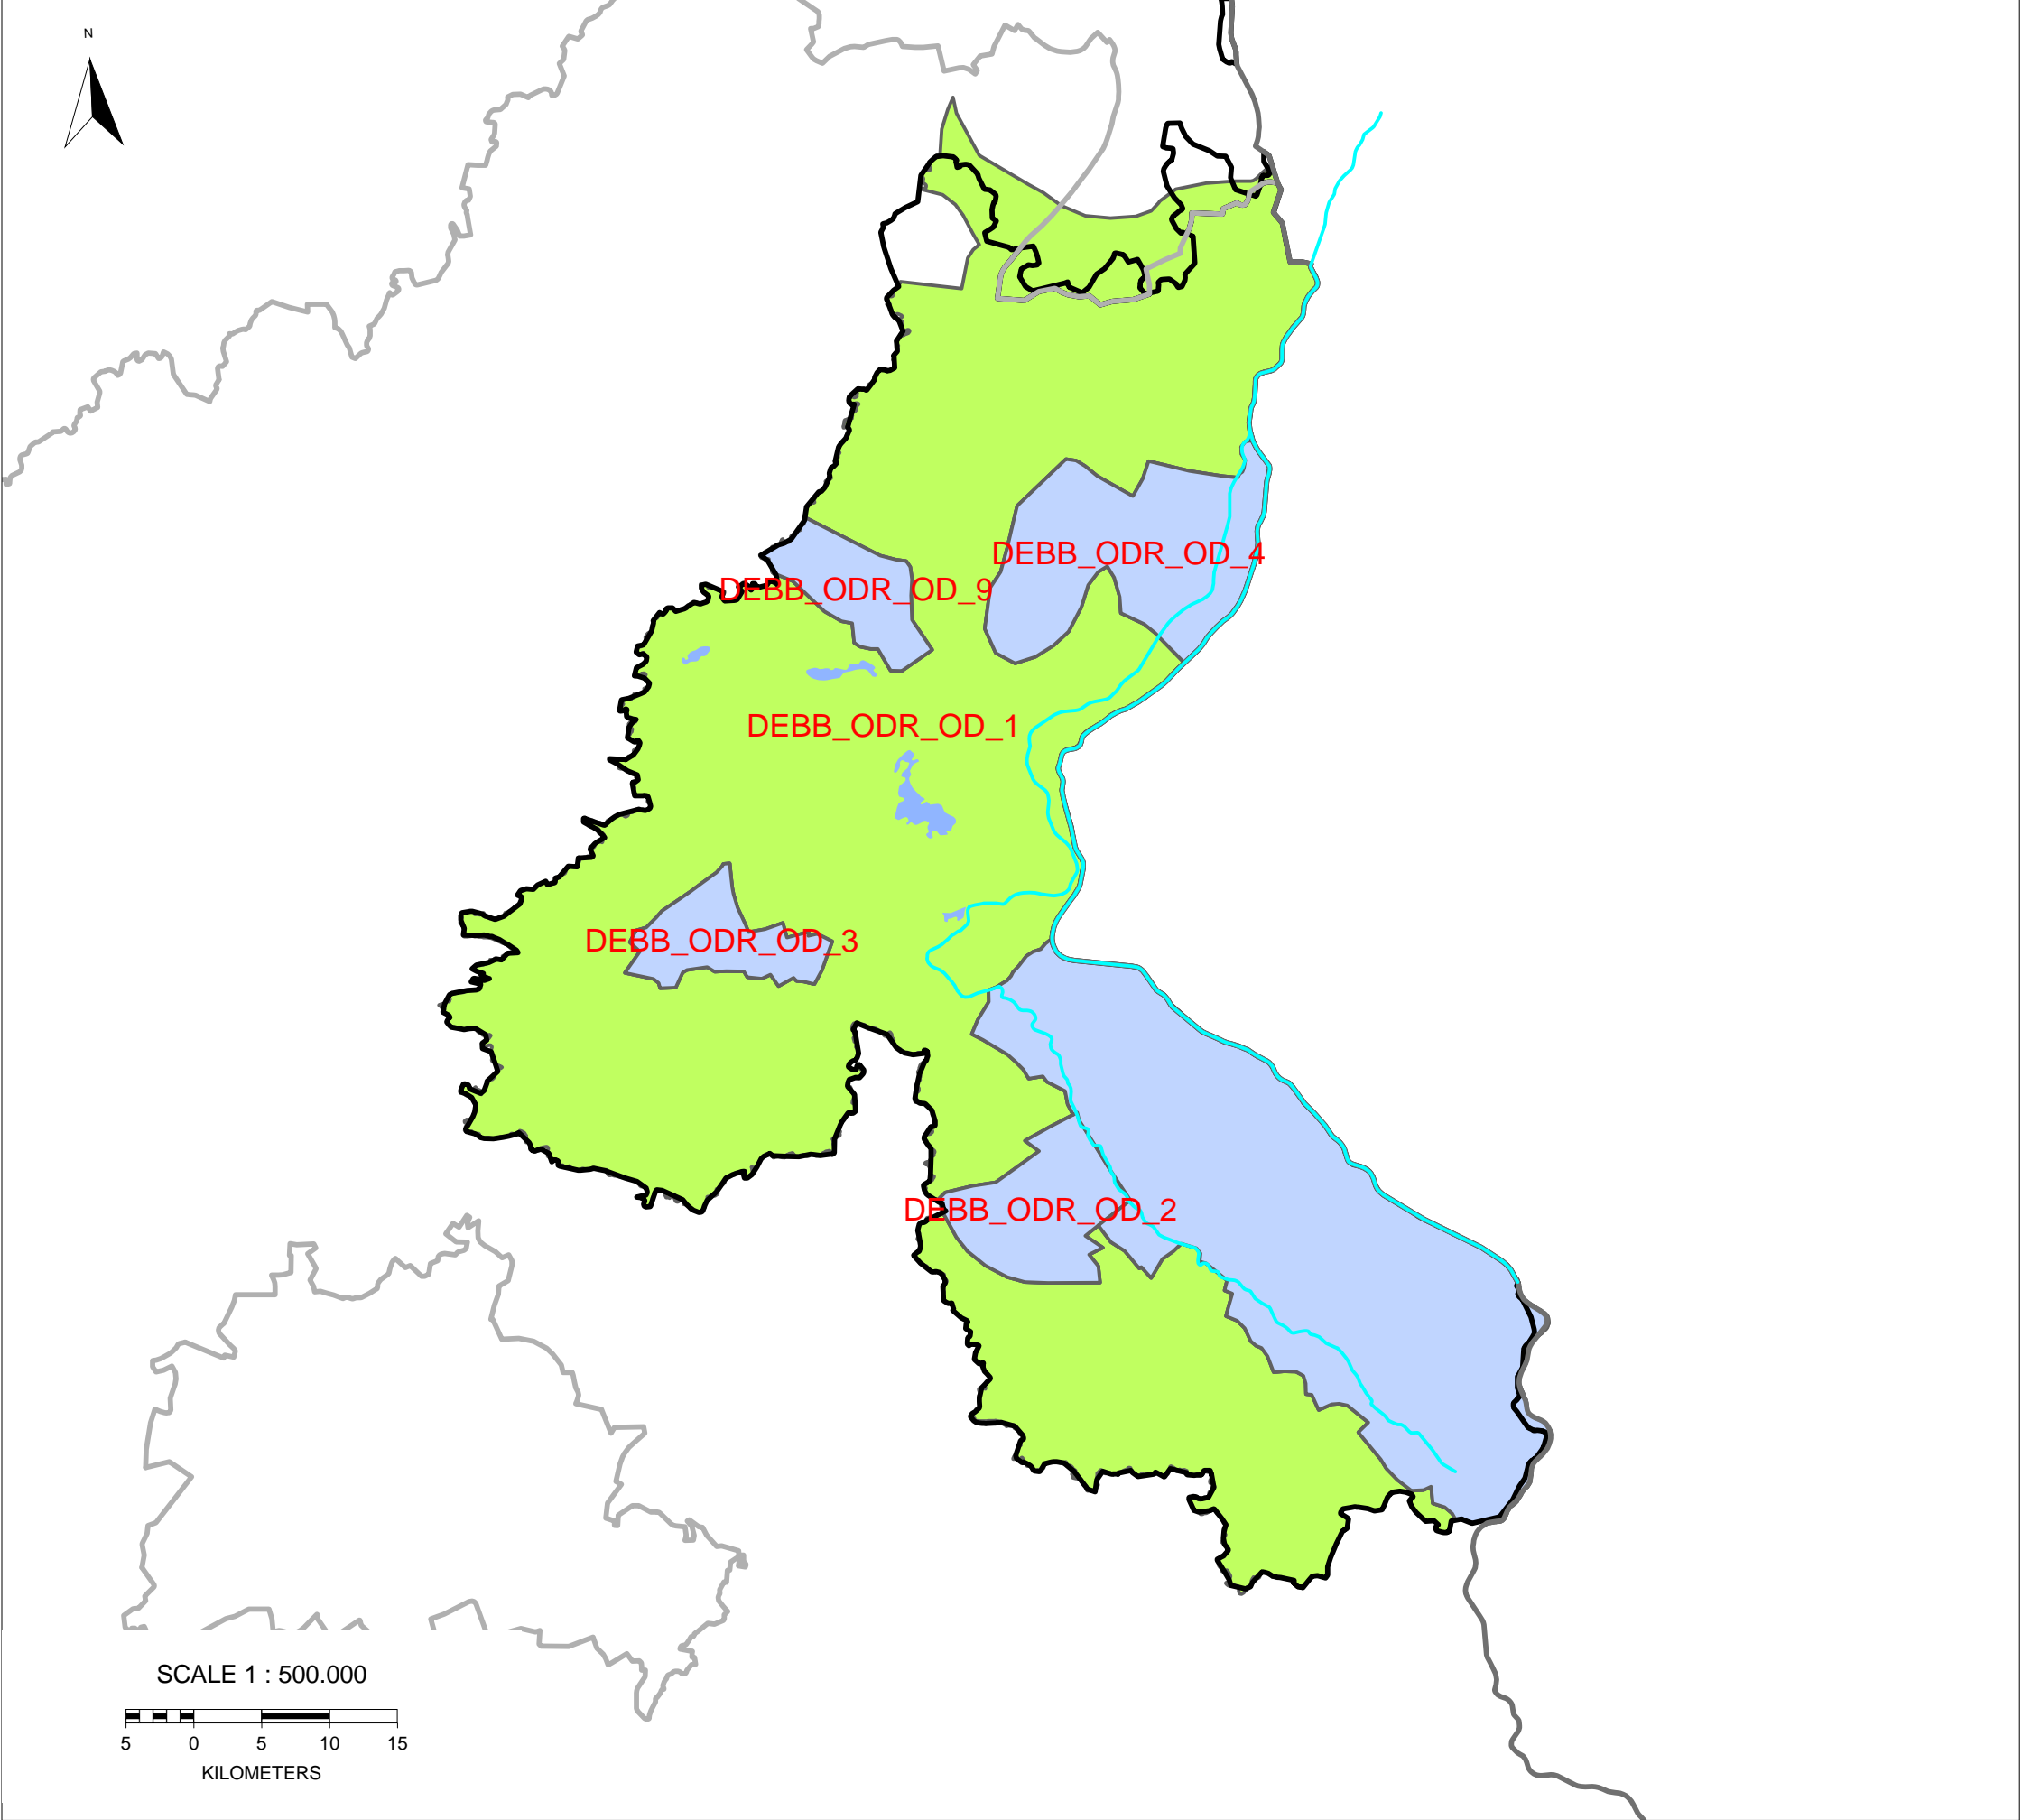 N
DEBB_ODR_OD_4
DEBB_ODR_OD_9
DEBB_ODR_OD_1
DEBB_ODR_OD_3
DEBB_ODR_OD_2
SCALE 1 : 500.000
5 0 5 10 15
KILOMETERS